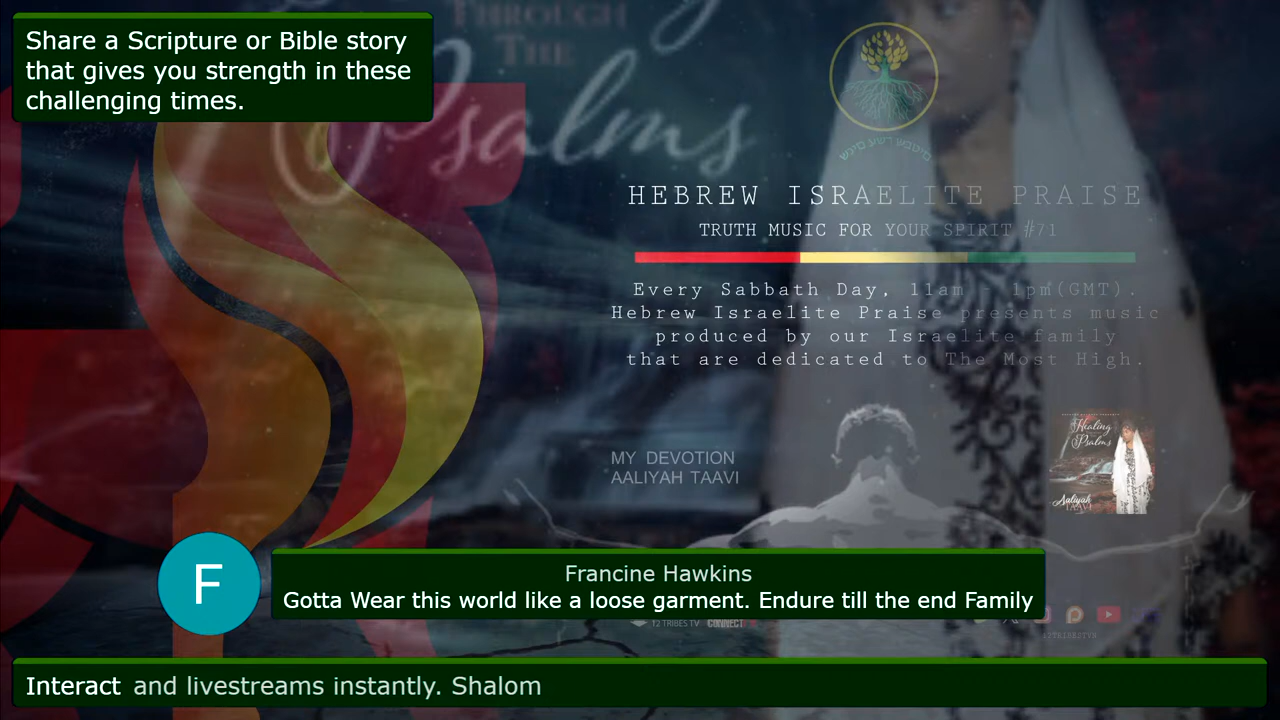 Share a Scripture or Bible story
that gives you strength in these
challenging times.
THROUGH
THE
Psalms
HEBREW ISRAELITE PRAISE
TRUTH MUSIC FOR YOUR SPIRIT #71
Every Sabbath Day, 11am - 1pm(GMT).
Hebrew Israelite Praise presents music
produced by our Israelite family
that are dedicated to The Most High.
MY DEVOTION
AALIYAH TAAVI
Healing
Psalms
Aaliyah
TAAVI
F
Francine Hawkins
Gotta Wear this world like a loose garment. Endure till the end Family
12TRIBESTV CONNECT
Interact and livestreams instantly. Shalom